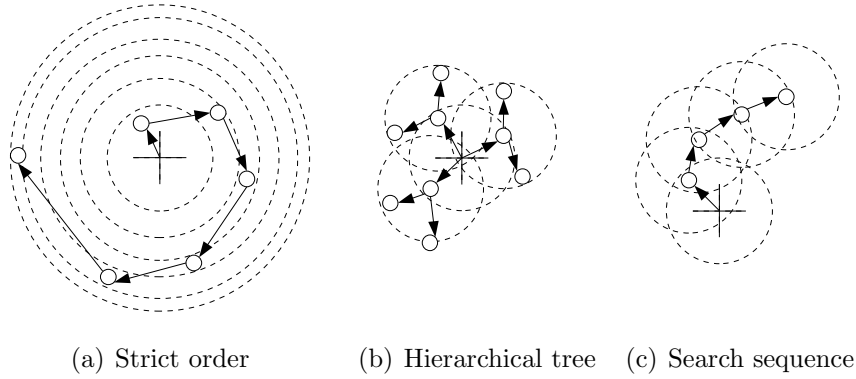 (a) Strict order
(b) Hierarchical tree
(c) Search sequence